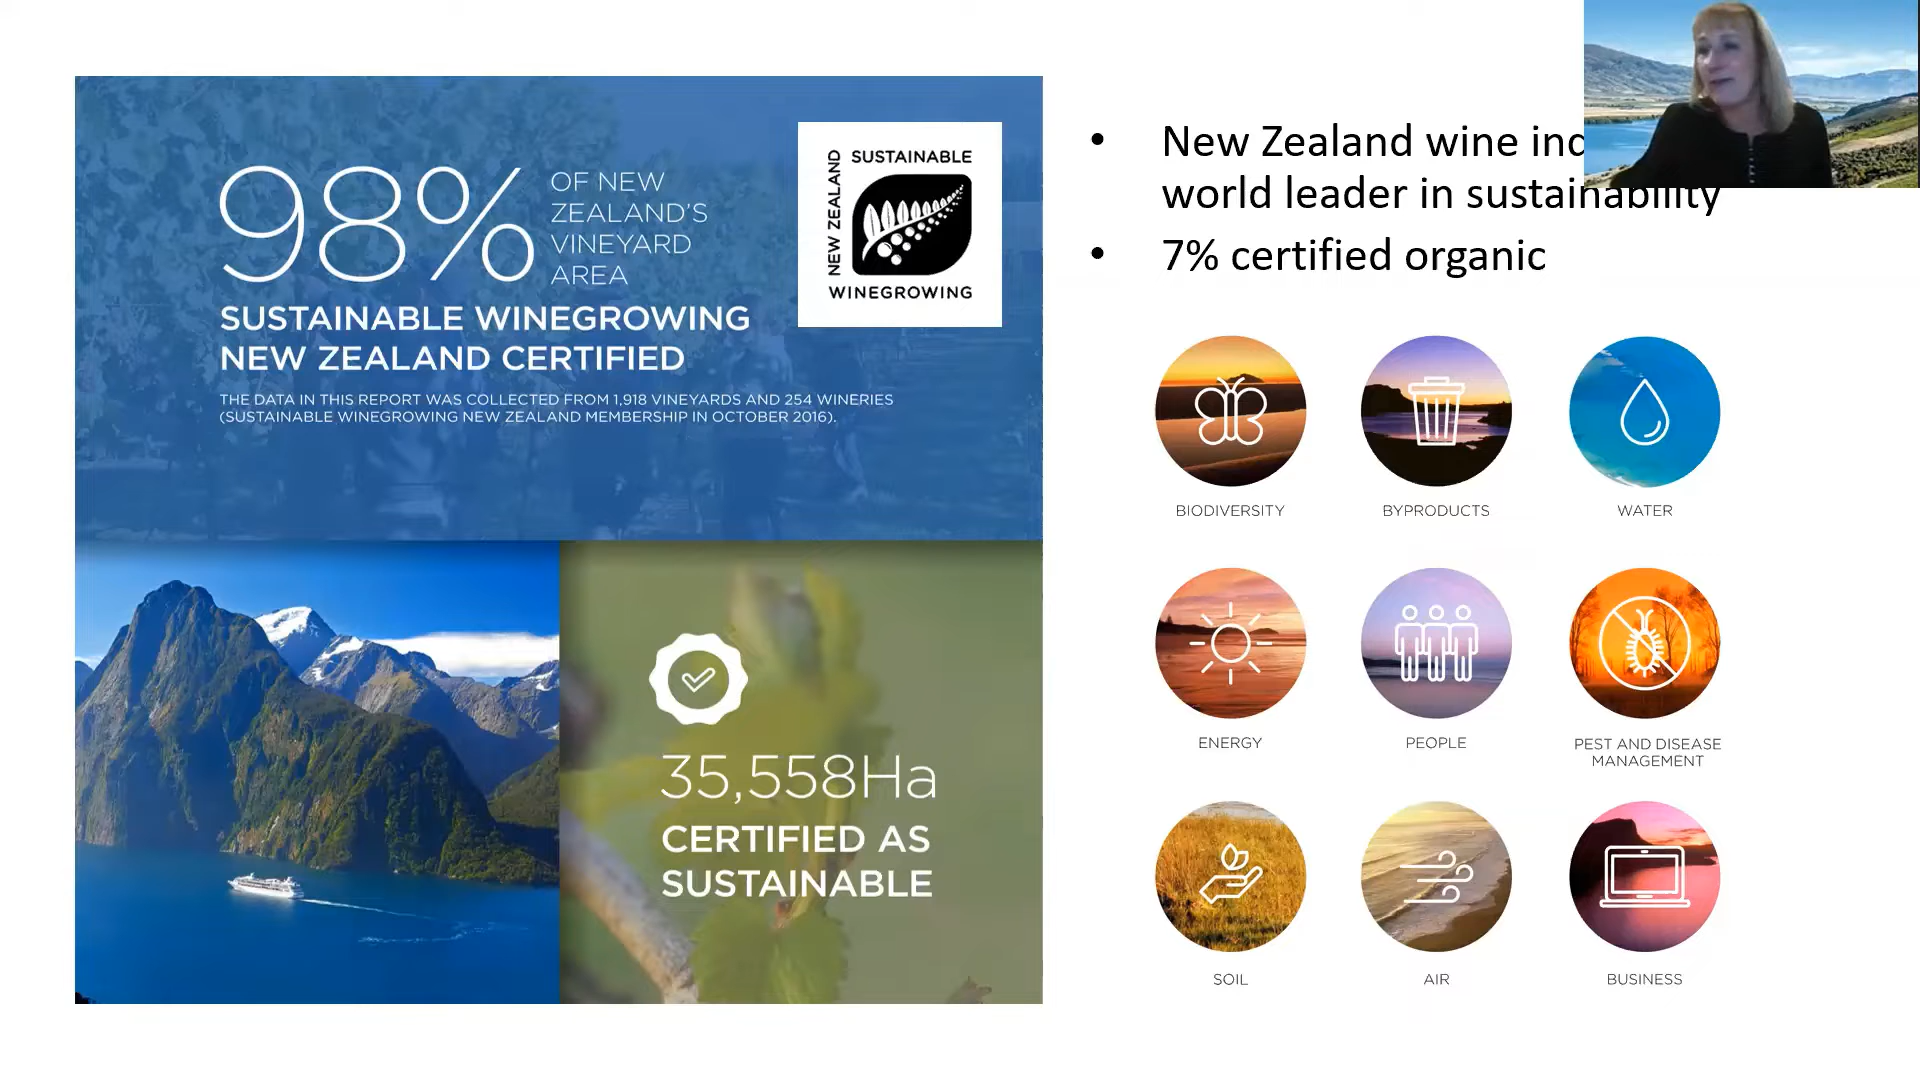 98%
OF NEW
ZEALAND'S
VINEYARD
AREA
SUSTAINABLE WINEGROWING
NEW ZEALAND CERTIFIED
THE DATA IN THIS REPORT WAS COLLECTED FROM 1,918 VINEYARDS AND 254 WINERIES
(SUSTAINABLE WINEGROWING NEW ZEALAND MEMBERSHIP IN OCTOBER 2016).
NEW ZEALAND
SUSTAINABLE
WINEGROWING
35,558Ha
CERTIFIED AS
SUSTAINABLE
• New Zealand wine
world leader in sustainability
• 7% certified organic
BIODIVERSITY
BYPRODUCTS
WATER
ENERGY
PEOPLE
PEST AND DISEASE
MANAGEMENT
SOIL
AIR
BUSINESS